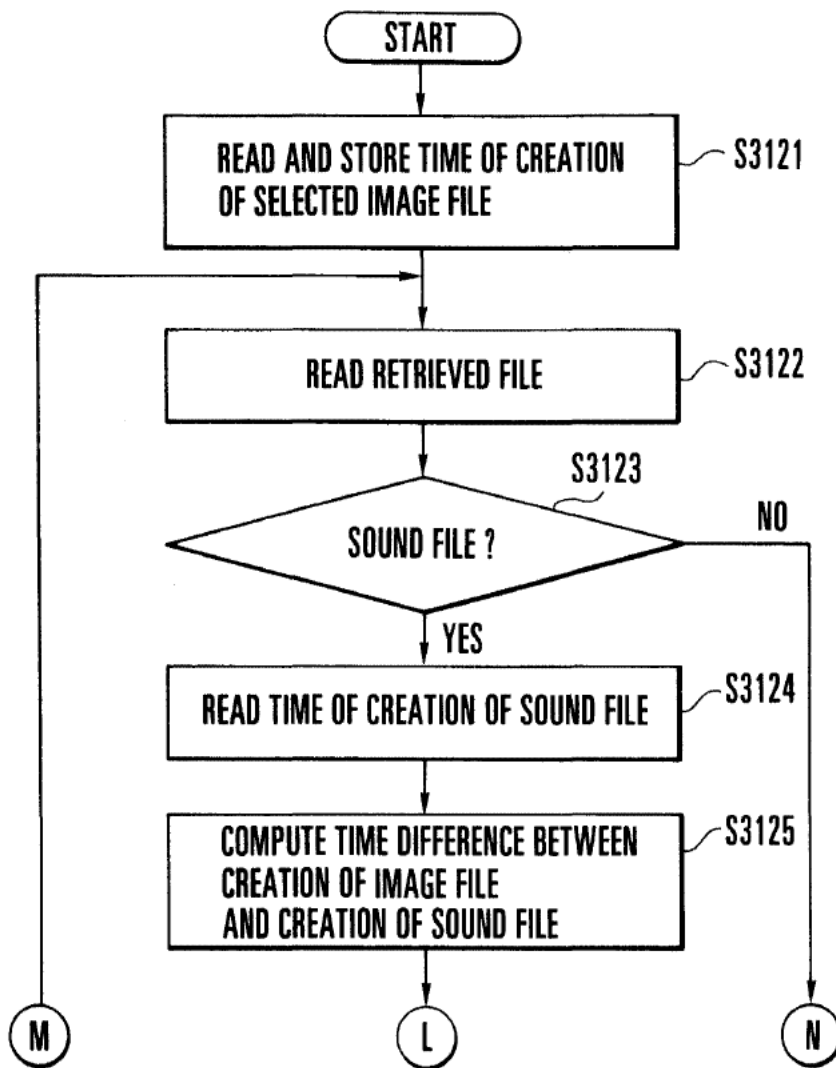 START
READ AND STORE TIME OF CREATION
OF SELECTED IMAGE FILE
S3121
READ RETRIEVED FILE
S3122
S3123
SOUND FILE ?
NO
YES
READ TIME OF CREATION OF SOUND FILE
S3124
COMPUTE TIME DIFFERENCE BETWEEN
CREATION OF IMAGE FILE
AND CREATION OF SOUND FILE
S3125
M
L
N